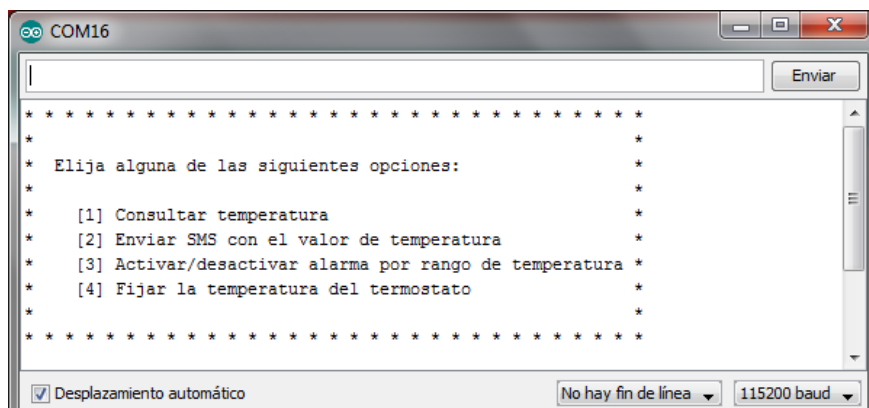 COM16
Enviar
* * * * * * * * * * * * * * * * * * * * * * * * * * * * * * *
* *
* Elija alguna de las siguientes opciones: *
* *
* [1] Consultar temperatura *
* [2] Enviar SMS con el valor de temperatura *
* [3] Activar/desactivar alarma por rango de temperatura *
* [4] Fijar la temperatura del termostato *
* *
* * * * * * * * * * * * * * * * * * * * * * * * * * * * * * *
Desplazamiento automático No hay fin de línea 115200 baud